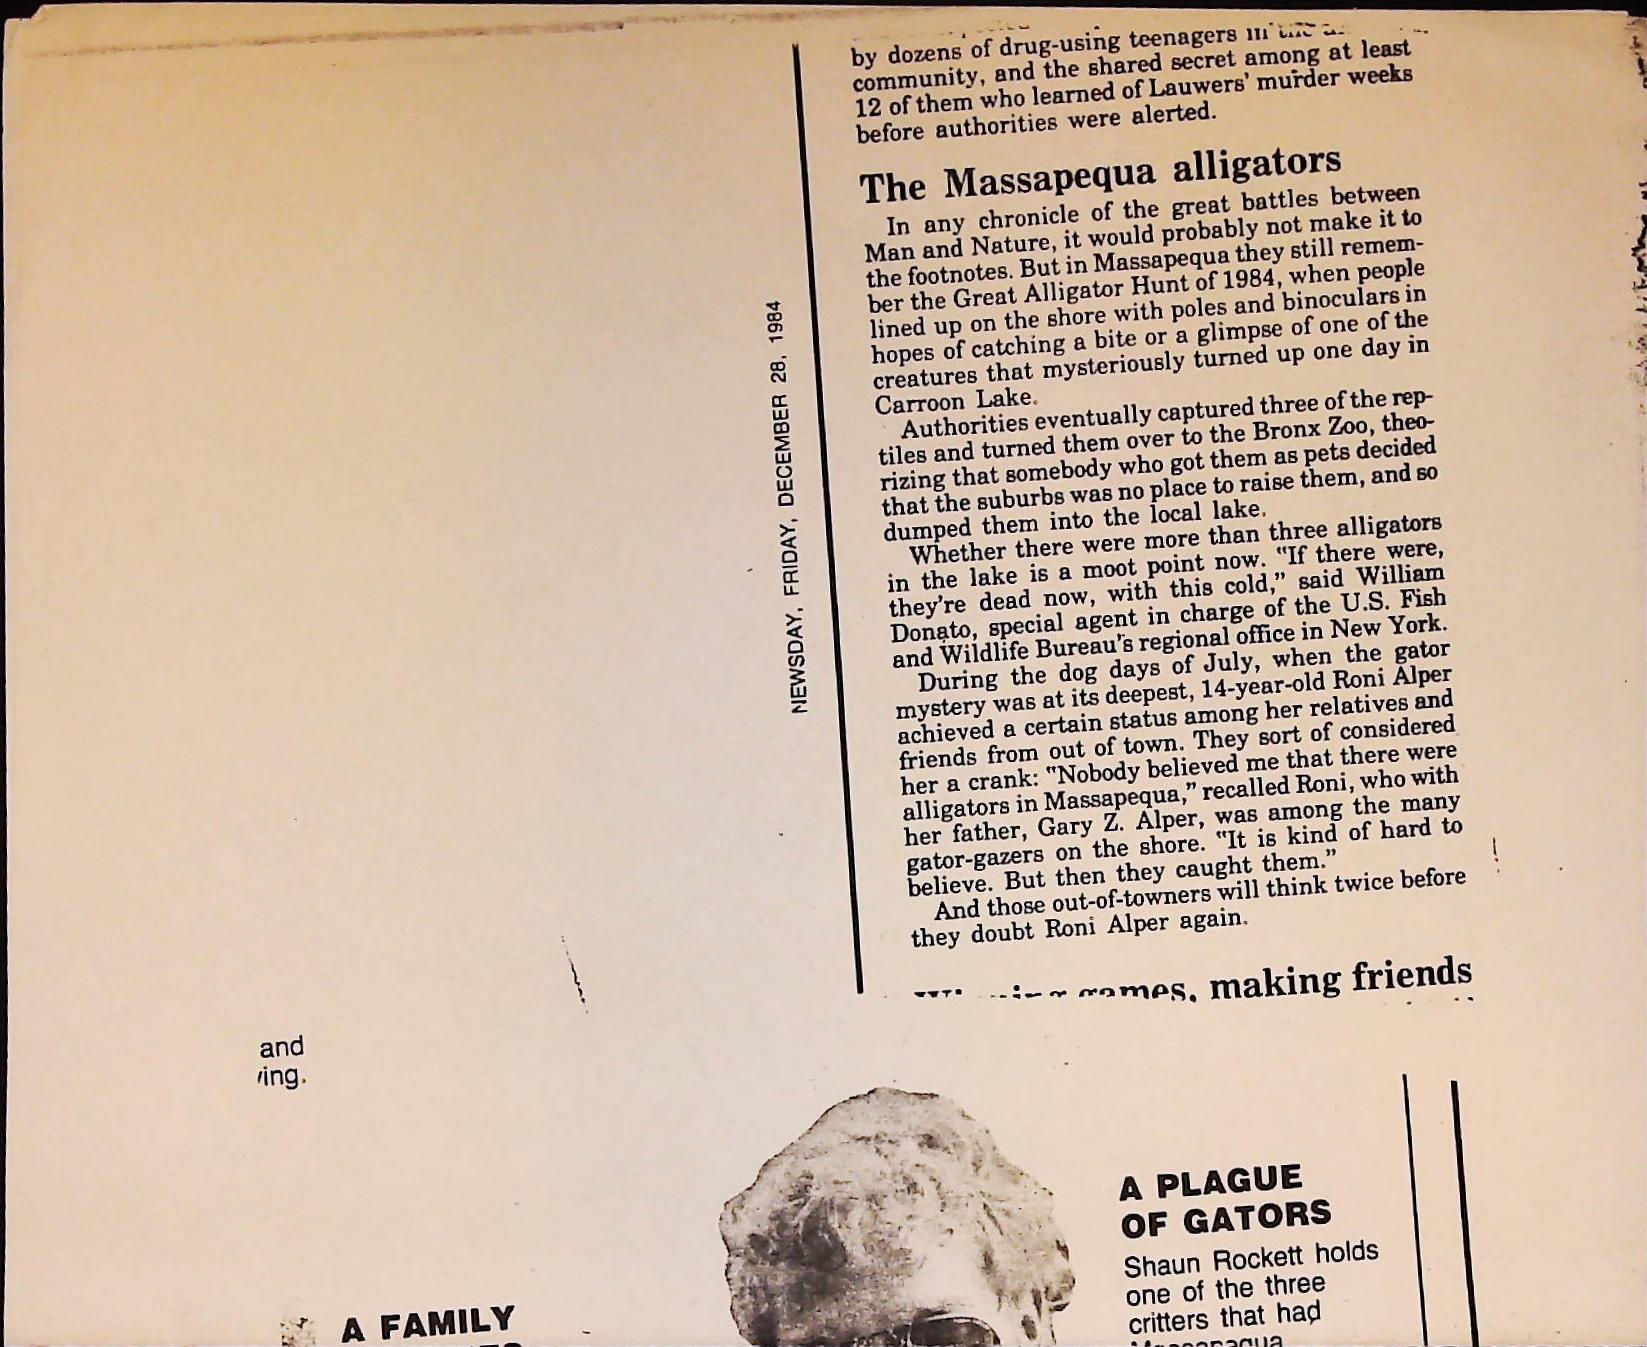 by dozens of drug-using teenagers in the
community, and the shared secret among at least
12 of them who learned of Lauwers' murder weeks
before authorities were alerted.
The Massapequa alligators
In any chronicle of the great battles between
Man and Nature, it would probably not make it to
the footnotes. But in Massapequa they still remem-
ber the Great Alligator Hunt of 1984, when people
lined up on the shore with poles and binoculars in
hopes of catching a bite or a glimpse of one of the
creatures that mysteriously turned up one day in
Carroon Lake.
Authorities eventually captured three of the rep-
tiles and turned them over to the Bronx Zoo, theo-
rizing that somebody who got them as pets decided
that the suburbs was no place to raise them, and so
dumped them into the local lake.
Whether there were more than three alligators
in the lake is a moot point now. "If there were,
they're dead now, with this cold," said William
Donato, special agent in charge of the U.S. Fish
and Wildlife Bureau's regional office in New York.
During the dog days of July, when the gator
mystery was at its deepest, 14-year-old Roni Alper
achieved a certain status among her relatives and
friends from out of town. They sort of considered
her a crank: "Nobody believed me that there were
alligators in Massapequa," recalled Roni, who with
her father, Gary Z. Alper, was among the many
gator-gazers on the shore. "It is kind of hard to
believe. But then they caught them."
And those out-of-towners will think twice before
they doubt Roni Alper again.
games, making friends
NEWSDAY, FRIDAY, DECEMBER 28, 1984
and
ving.
A PLAGUE
OF GATORS
Shaun Rockett holds
one of the three
critters that had
Massapequa
A FAMILY